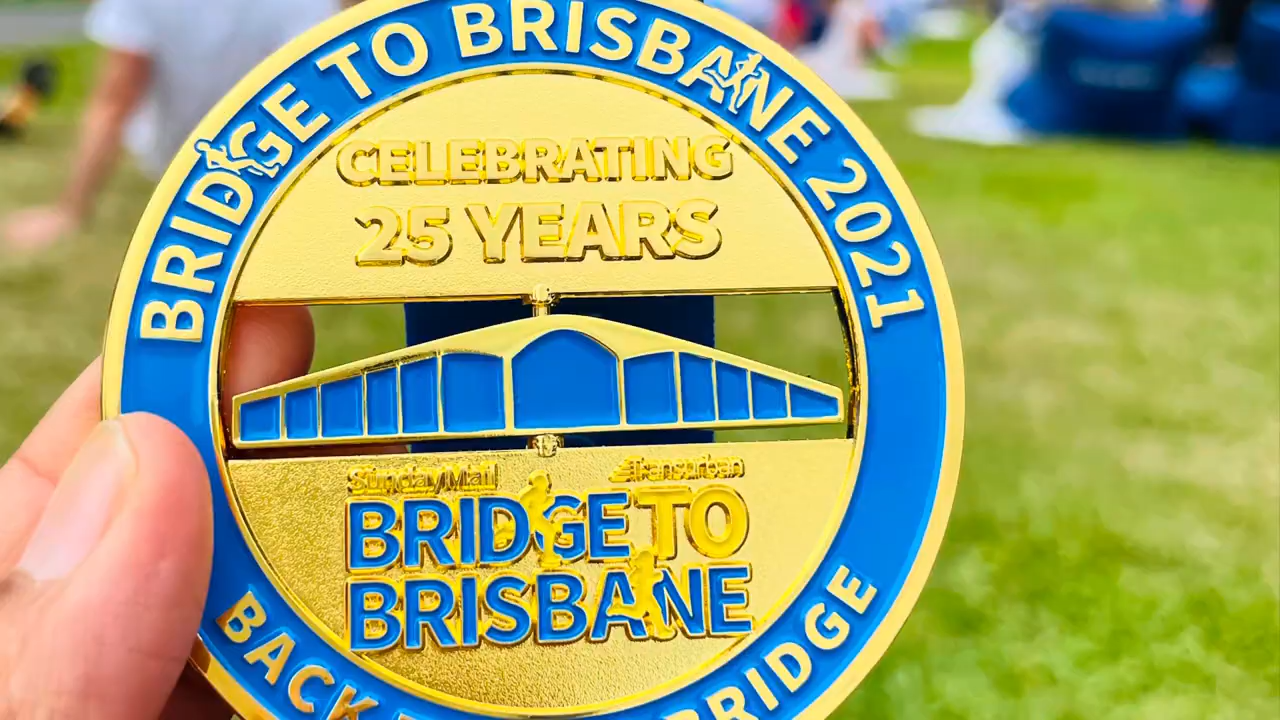 BRIDGE TO BRISBANE 2021
CELEBRATING
25 YEARS
Sunday Mail Transurban
BRIDGE TO
BRISBANE
BACK BRIDGE